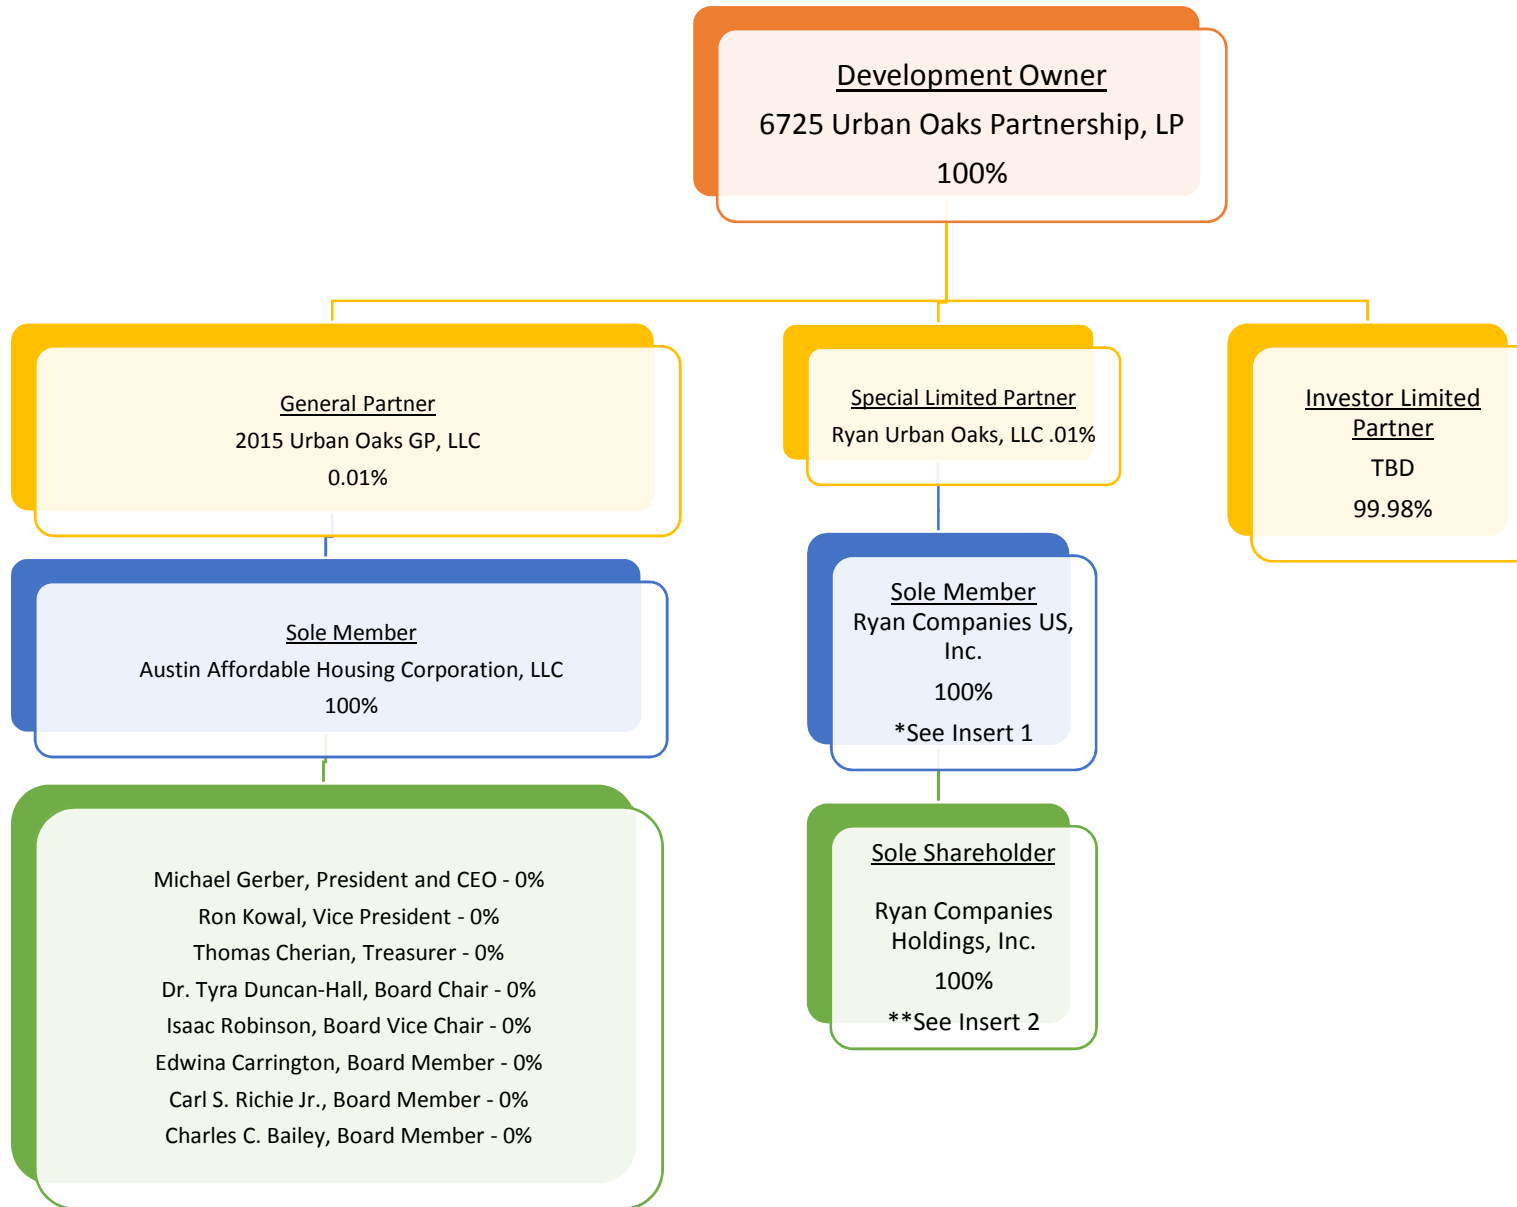 Development Owner
6725 Urban Oaks Partnership, LP
100%
General Partner
2015 Urban Oaks GP, LLC
0.01%
Special Limited Partner
Ryan Urban Oaks, LLC .01%
Investor Limited
Partner
TBD
99.98%
Sole Member
Austin Affordable Housing Corporation, LLC
100%
Sole Member
Ryan Companies US,
Inc.
100%
*See Insert 1
Michael Gerber, President and CEO - 0%
Ron Kowal, Vice President - 0%
Thomas Cherian, Treasurer - 0%
Dr. Tyra Duncan-Hall, Board Chair - 0%
Isaac Robinson, Board Vice Chair - 0%
Edwina Carrington, Board Member - 0%
Carl S. Richie Jr., Board Member - 0%
Charles C. Bailey, Board Member - 0%
Sole Shareholder
Ryan Companies
Holdings, Inc.
100%
**See Insert 2